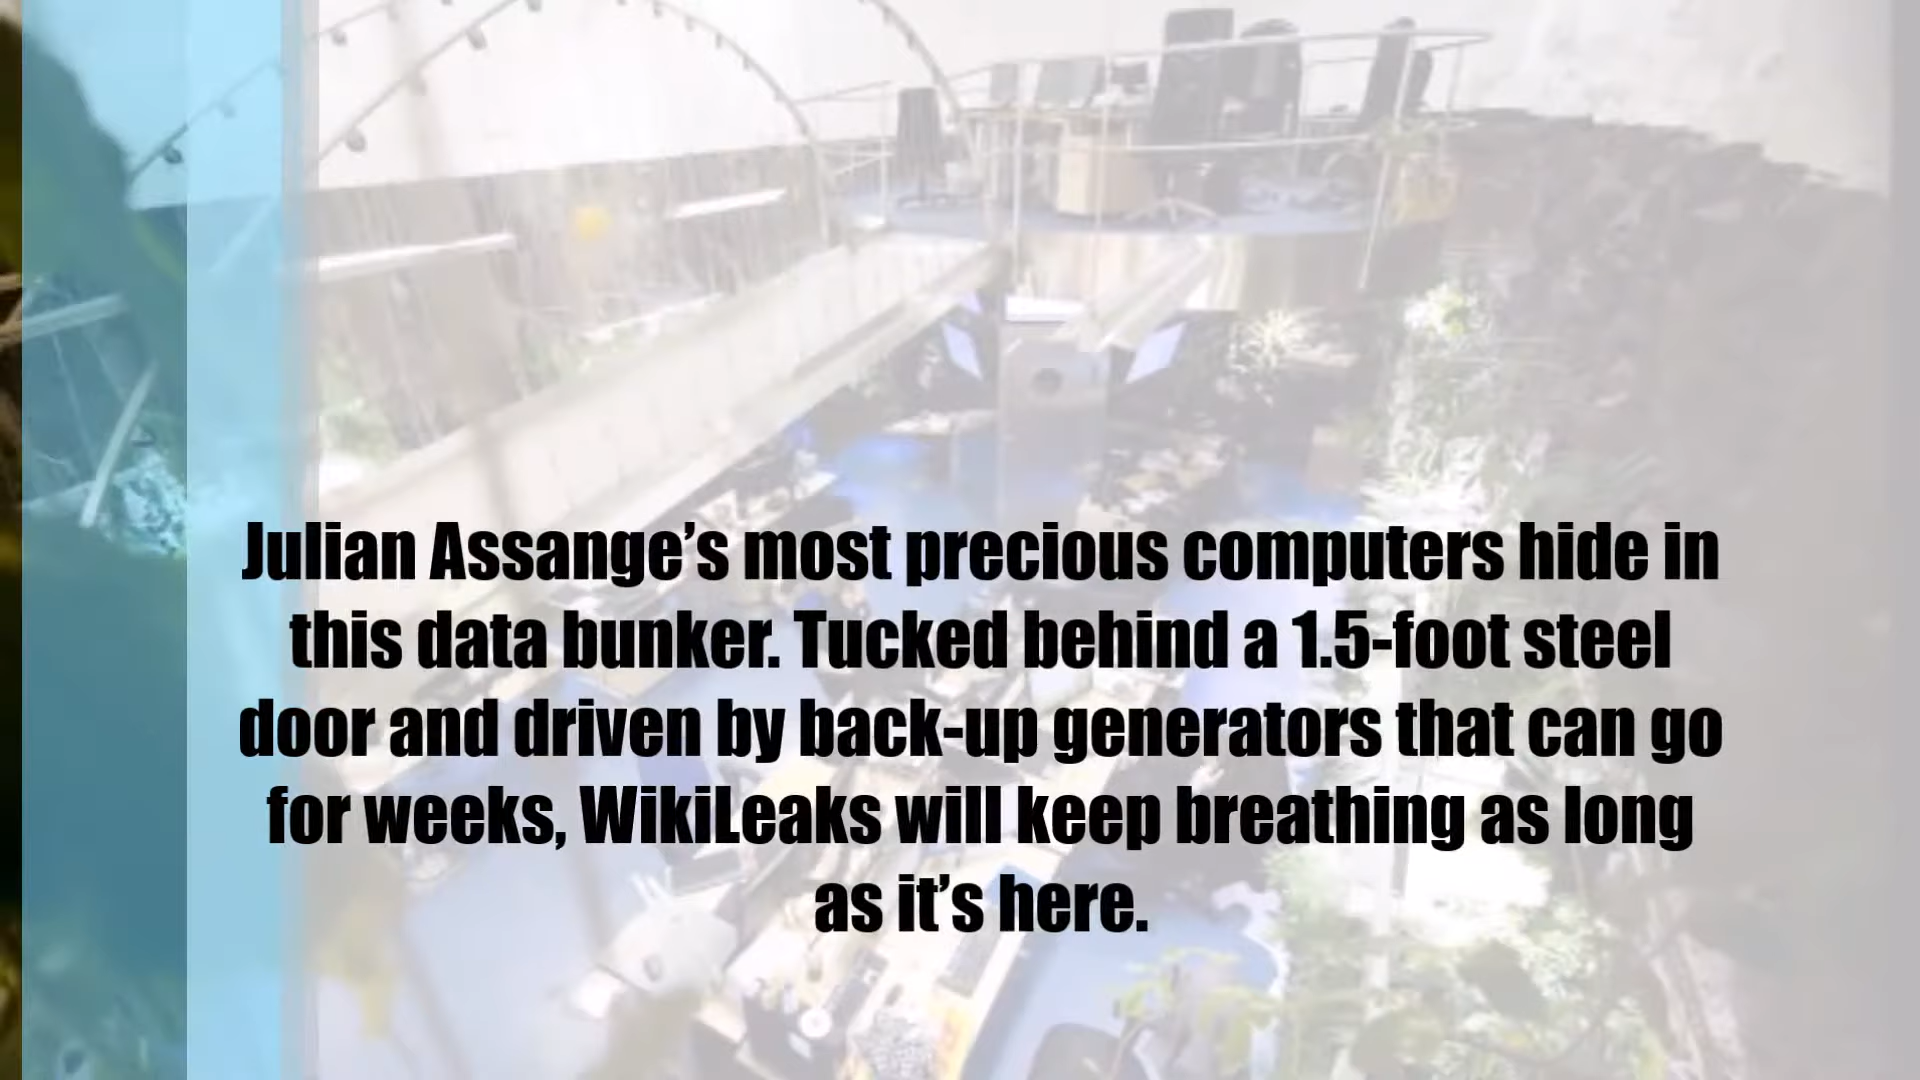 Julian Assange’s most precious computers hide in
this data bunker. Tucked behind a 1.5-foot steel
door and driven by back-up generators that can go
for weeks, WikiLeaks will keep breathing as long
as it’s here.